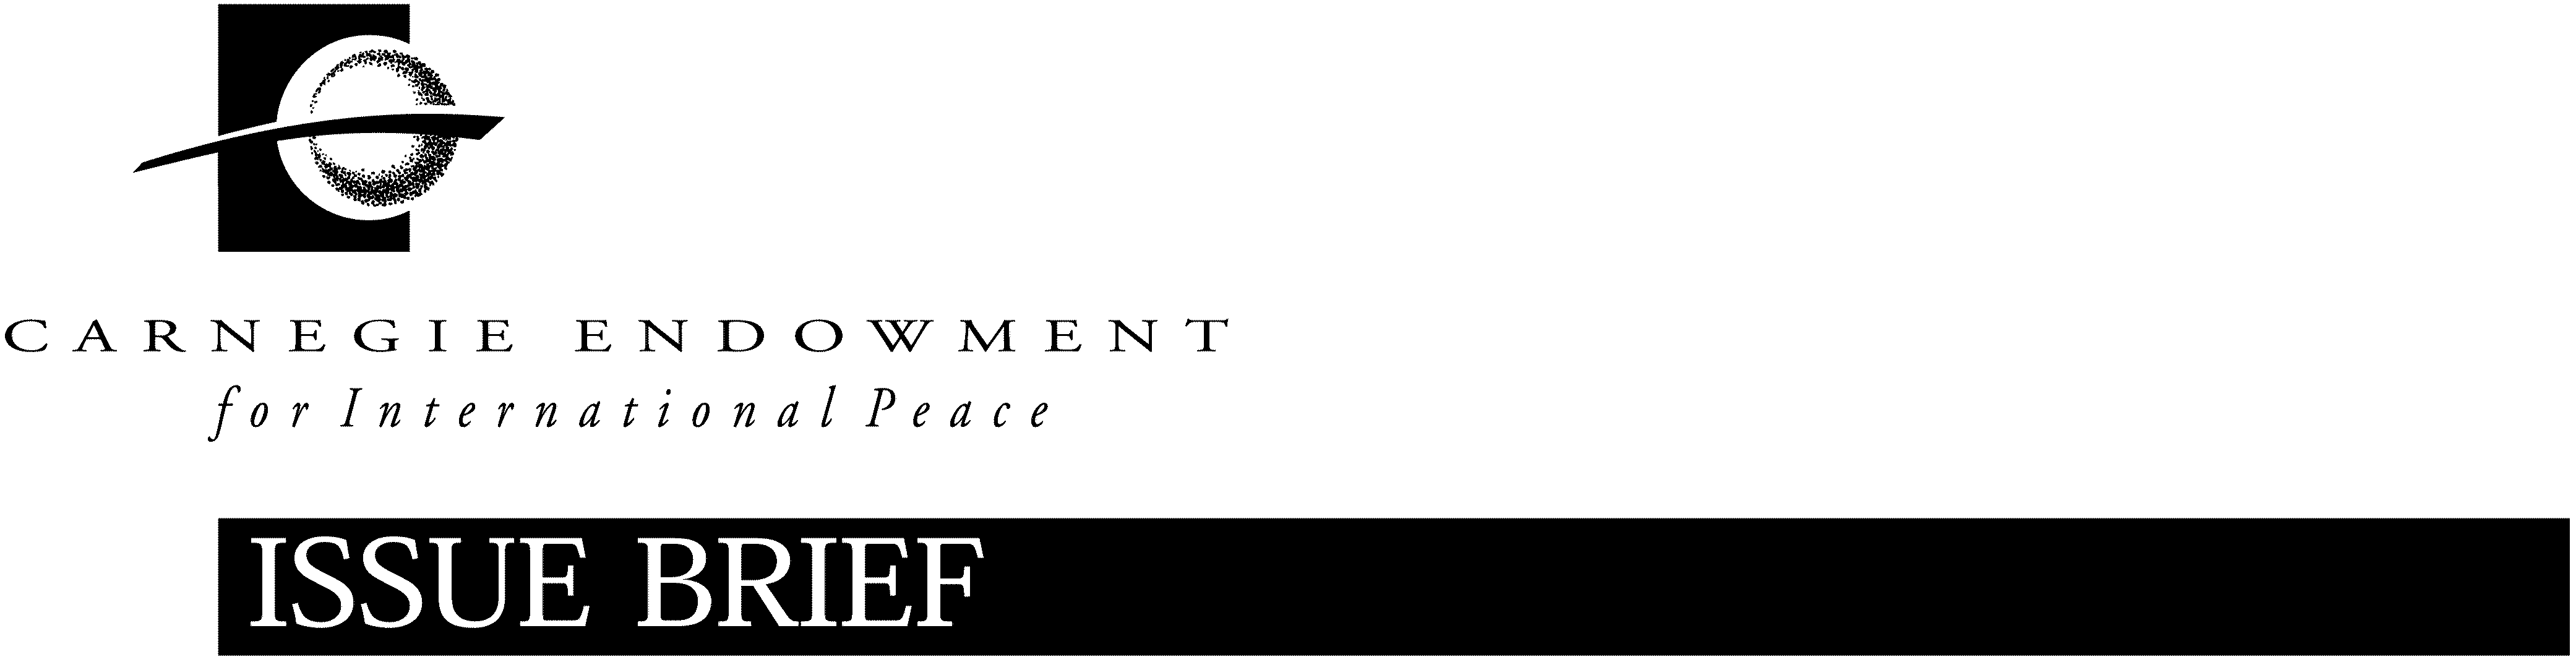 CARNEGIE ENDOWMENT
for International Peace
ISSUE BRIEF